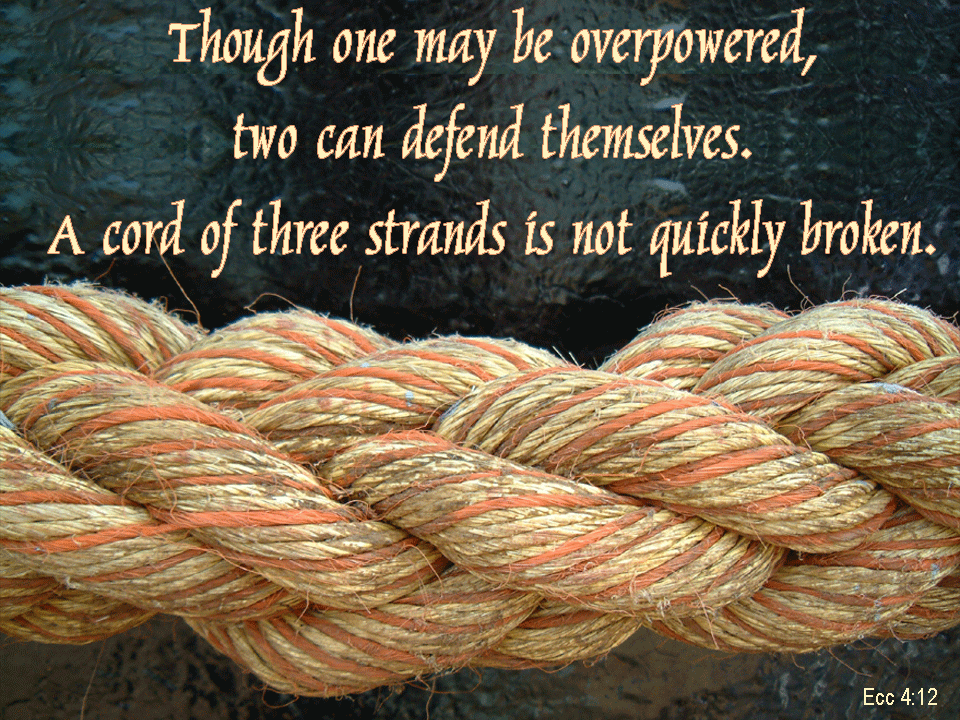 Though one may be overpowered,
two can defend themselves.
A cord of three strands is not quickly broken.
Ecc 4:12